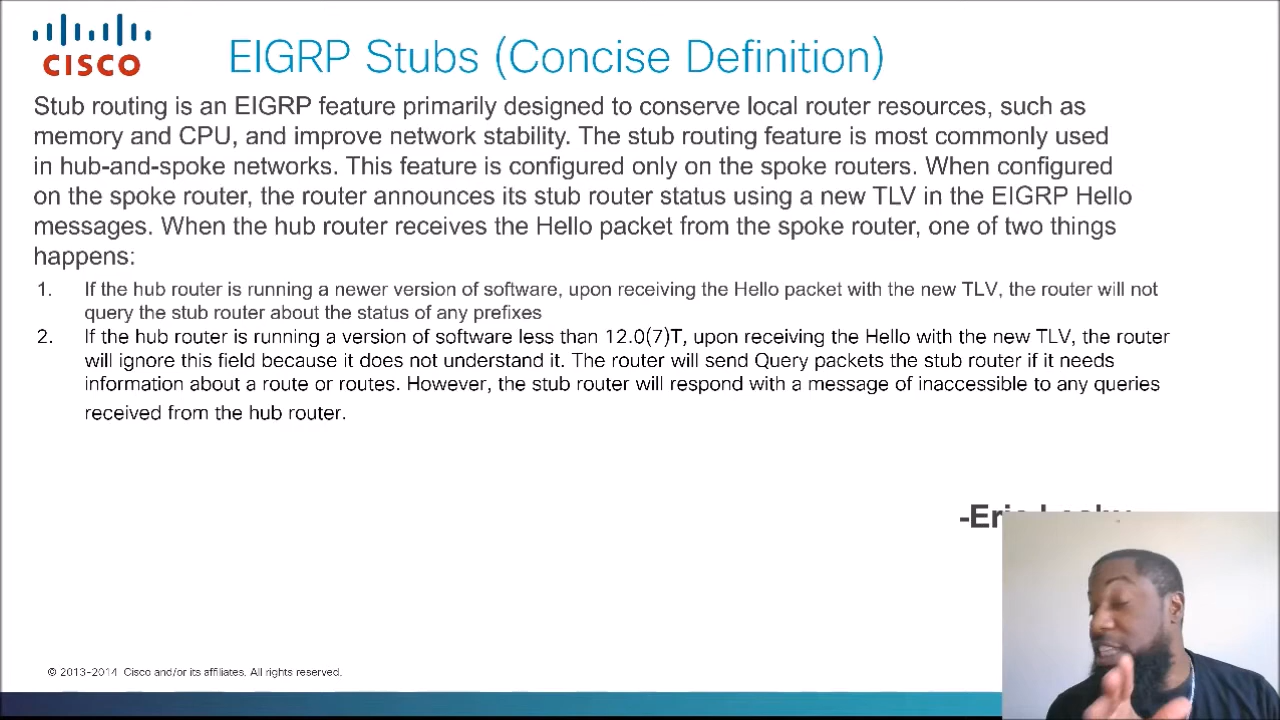 CISCO
EIGRP Stubs (Concise Definition)
Stub routing is an EIGRP feature primarily designed to conserve local router resources, such as
memory and CPU, and improve network stability. The stub routing feature is most commonly used
in hub-and-spoke networks. This feature is configured only on the spoke routers. When configured
on the spoke router, the router announces its stub router status using a new TLV in the EIGRP Hello
messages. When the hub router receives the Hello packet from the spoke router, one of two things
happens:
1. If the hub router is running a newer version of software, upon receiving the Hello packet with the new TLV, the router will not
query the stub router about the status of any prefixes
2. If the hub router is running a version of software less than 12.0(7)T, upon receiving the Hello with the new TLV, the router
will ignore this field because it does not understand it. The router will send Query packets the stub router if it needs
information about a route or routes. However, the stub router will respond with a message of inaccessible to any queries
received from the hub router.
© 2013-2014 Cisco and/or its affiliates. All rights reserved.